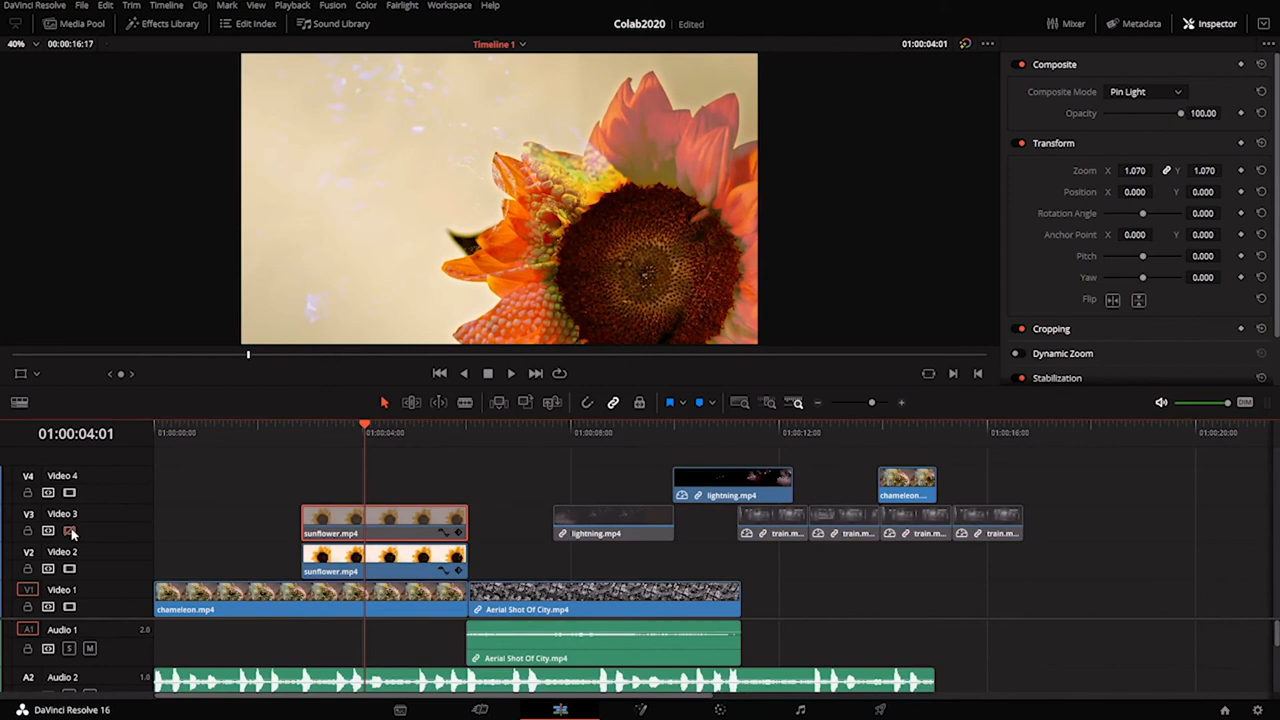 DaVinci Resolve File Edit Trim Timeline Clip Mark View Playback Fusion Color Fairlight Workspace Help
Media Pool Effects Library Edit Index Sound Library Colab2020 Edited Mixer Metadata Inspector
40% 00:00:16:17 Timeline 1 01:00:04:01
Composite
Composite Mode Pin Light
Opacity 100.00
Transform
Zoom X 1.070 Y 1.070
Position X 0.000 Y 0.000
Rotation Angle 0.000
Anchor Point X 0.000 Y 0.000
Pitch 0.000
Yaw 0.000
Flip
Cropping
Dynamic Zoom
Stabilization
DIM
01:00:04:01 01:00:00:00 01:00:04:00 01:00:08:00 01:00:12:00 01:00:16:00 01:00:20:00
V4 Video 4
lightning.mp4 chameleon....
V3 Video 3
sunflower.mp4 lightning.mp4 train.m... train.m... train.m... train.m...
V2 Video 2
sunflower.mp4
V1 Video 1
chameleon.mp4 Aerial Shot Of City.mp4
A1 Audio 1 2.0
S M
Aerial Shot Of City.mp4
A2 Audio 2 2.0
DaVinci Resolve 16